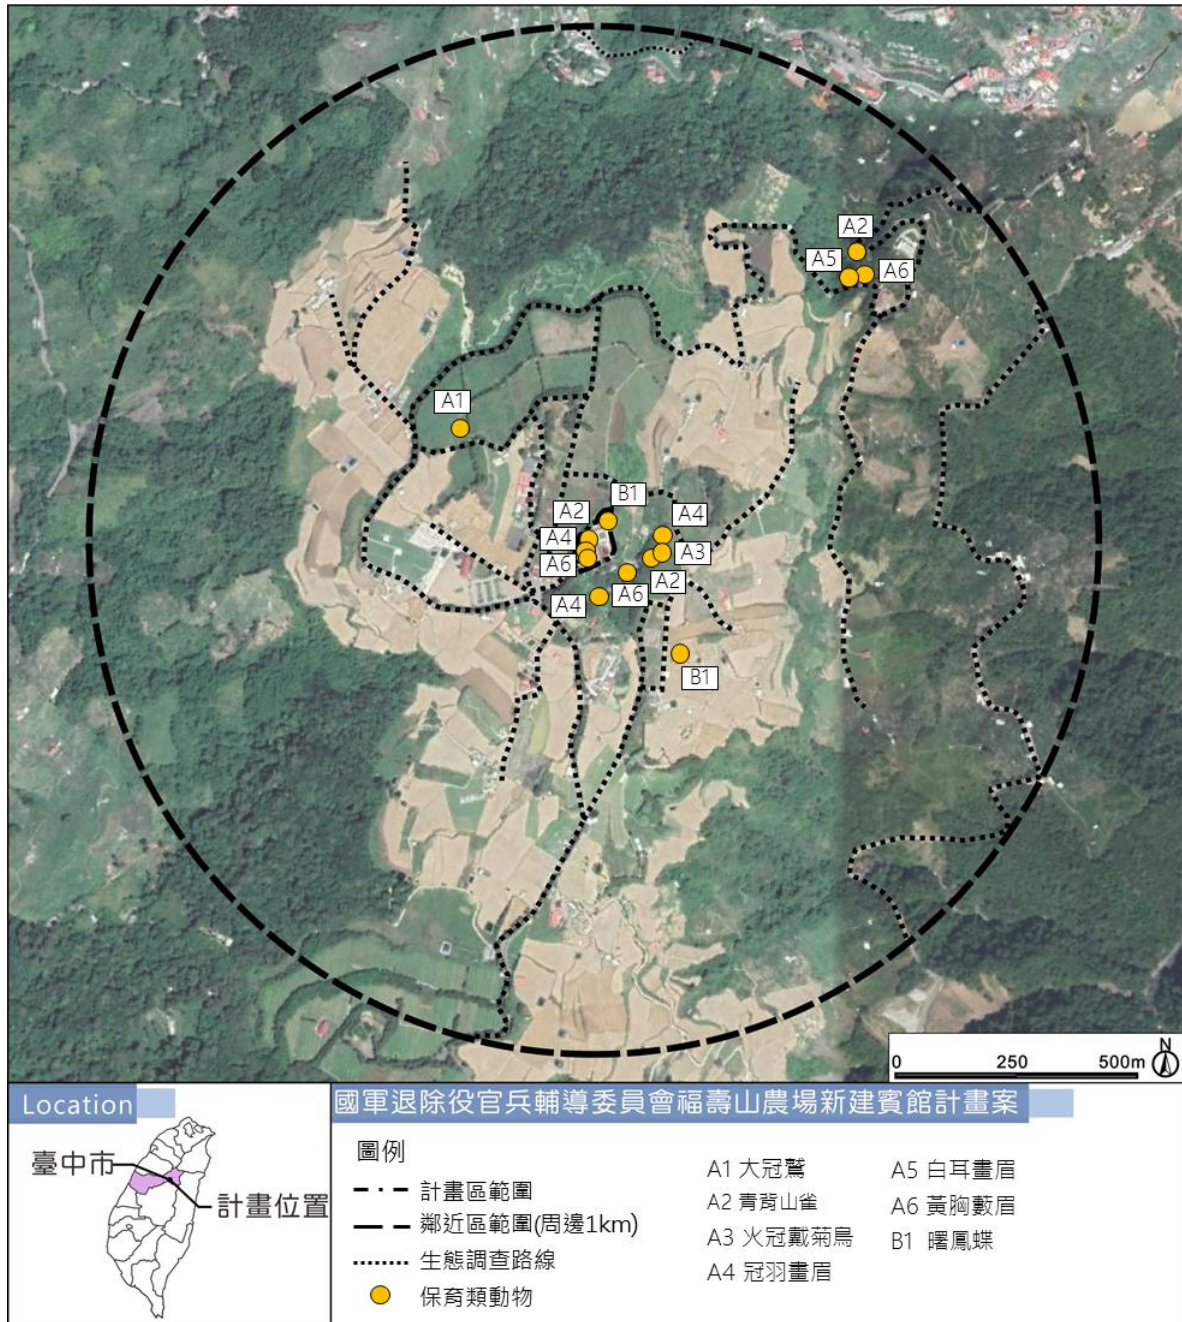 A2
A5
A6
A1
B1
A2
A4
A4
A3
A6
A2
A6
A4
B1
N
0 250 500m
Location
臺中市
計畫位置
國軍退除役官兵輔導委員會福壽山農場新建賓館計畫案
圖例
計畫區範圍
鄰近區範圍(周邊1km)
生態調查路線
保育類動物
A1 大冠鷲
A2 青背山雀
A3 火冠戴菊鳥
A4 冠羽畫眉
A5 白耳畫眉
A6 黃胸藪眉
B1 曙鳳蝶